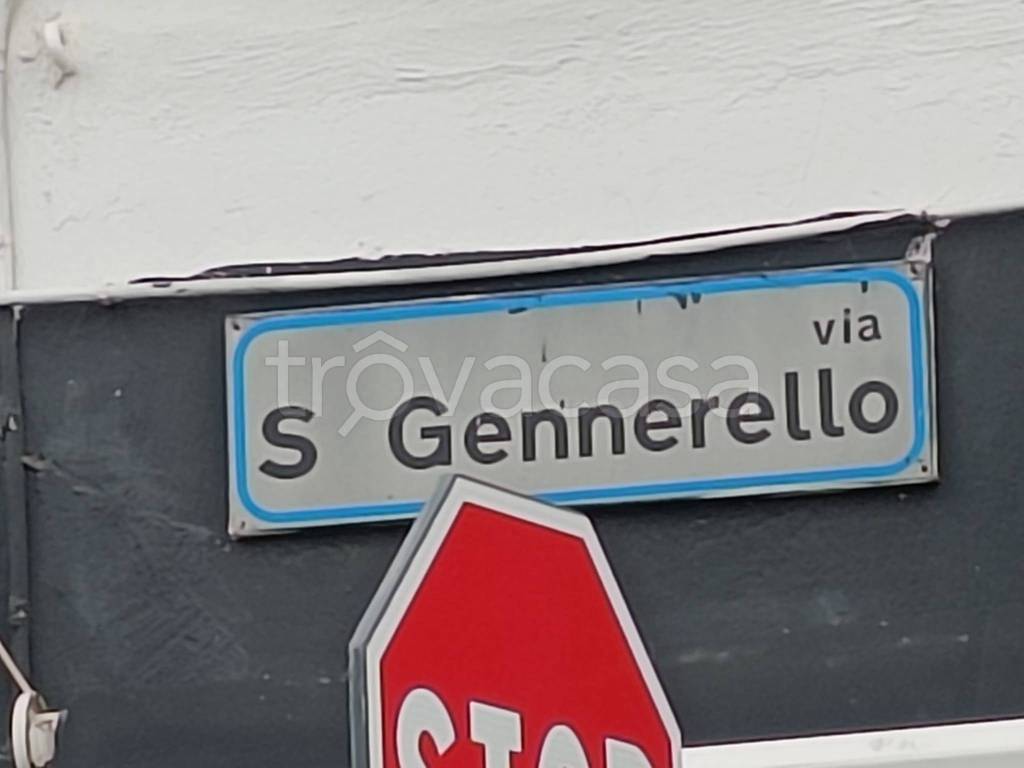 via
trovacasa
S Gennerello
STOP